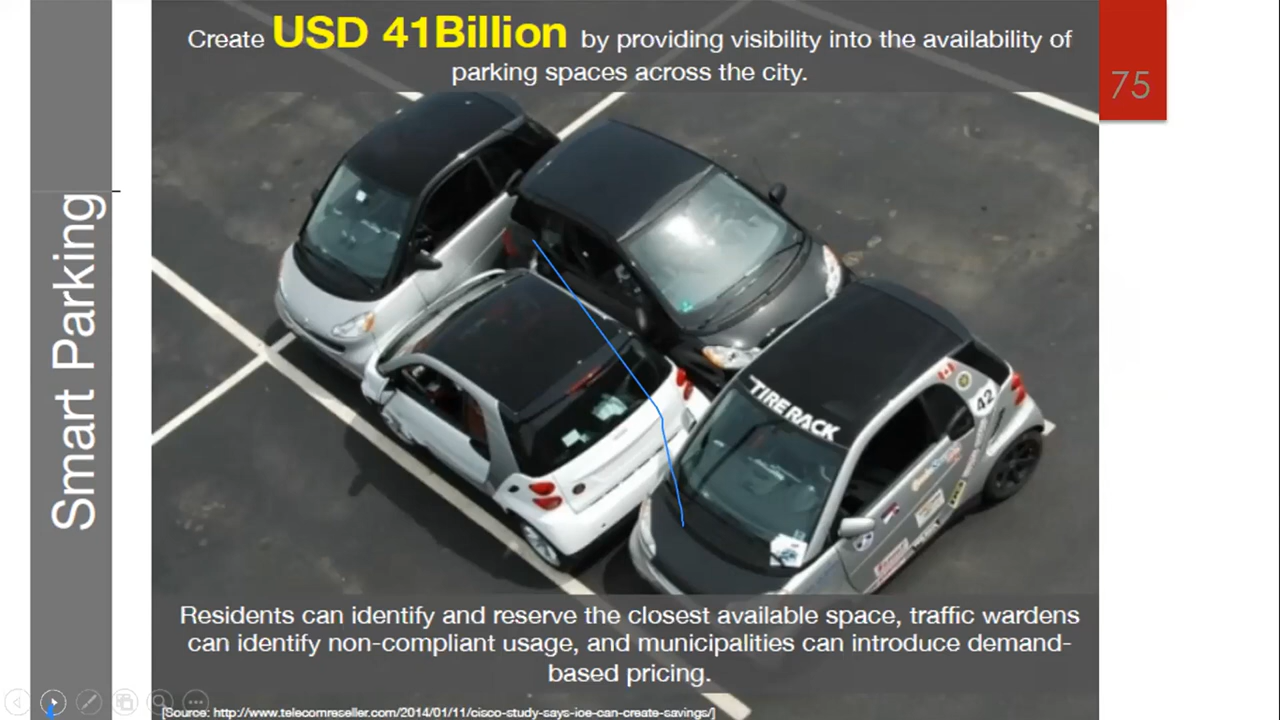 Create USD 41Billion by providing visibility into the availability of
parking spaces across the city.
75
Smart Parking
TIRE RACK
42
Residents can identify and reserve the closest available space, traffic wardens
can identify non-compliant usage, and municipalities can introduce demand-
based pricing.
[Source: http://www.telecomreseller.com/2014/01/11/cisco-study-says-ioe-can-create-savings/]